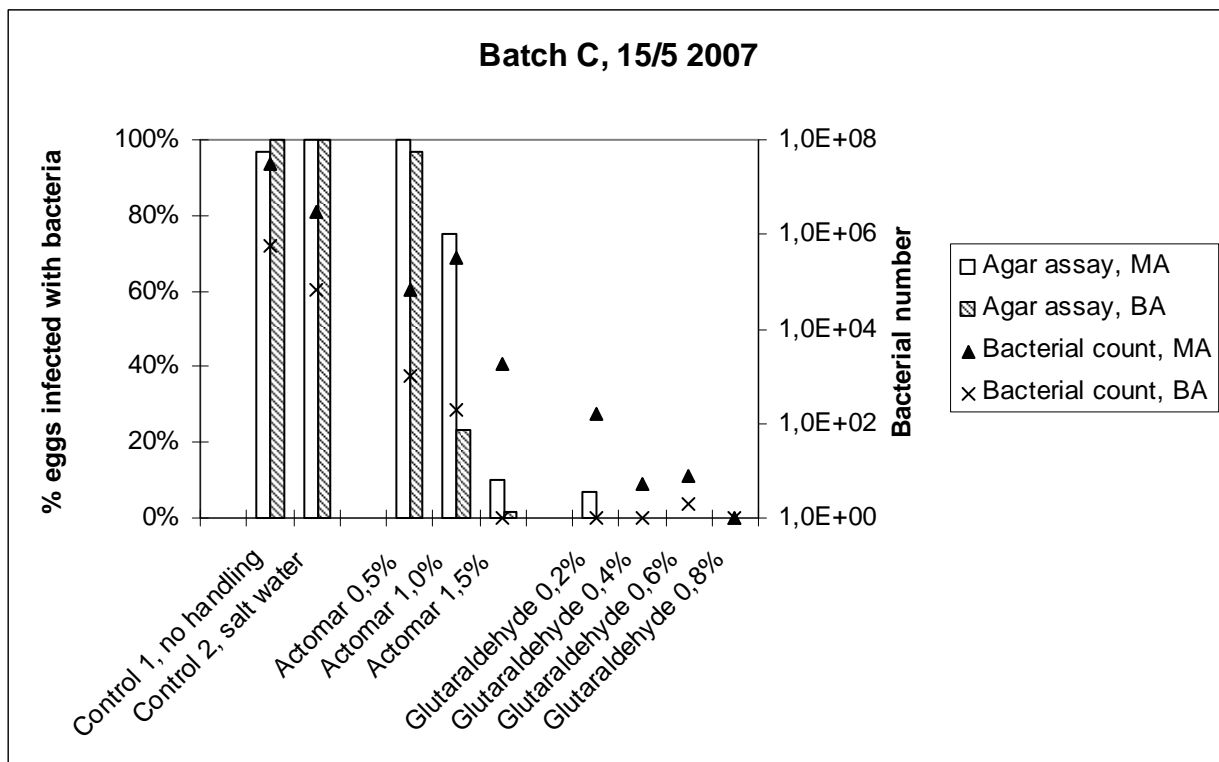 Batch C, 15/5 2007
% eggs infected with bacteria
100%
80%
60%
40%
20%
0%
1,0E+08
1,0E+06
1,0E+04
1,0E+02
1,0E+00
Bacterial number
Agar assay, MA
Agar assay, BA
Bacterial count, MA
Bacterial count, BA
Control 1, no handling
Control 2, salt water
Actomar 0,5%
Actomar 1,0%
Actomar 1,5%
Glutaraldehyde 0,2%
Glutaraldehyde 0,4%
Glutaraldehyde 0,6%
Glutaraldehyde 0,8%